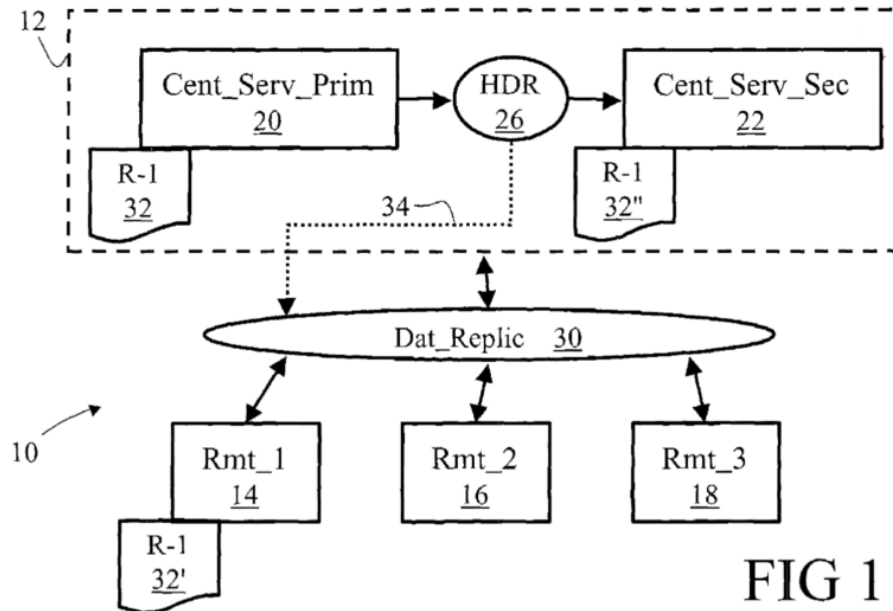 12
Cent_Serv_Prim
20
HDR
26
Cent_Serv_Sec
22
R-1
32
34
R-1
32"
Dat_Replic 30
10
Rmt_1
14
Rmt_2
16
Rmt_3
18
R-1
32'
FIG 1